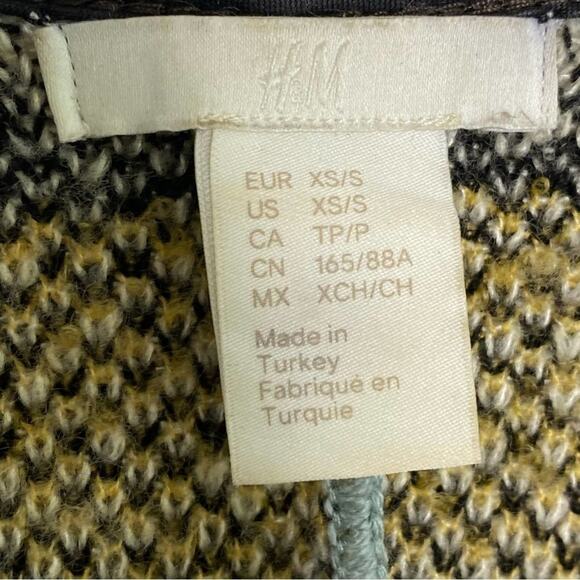 H&M
EUR XS/S
US XS/S
CA TP/P
CN 165/88A
MX XCH/CH
Made in
Turkey
Fabriqué en
Turquie